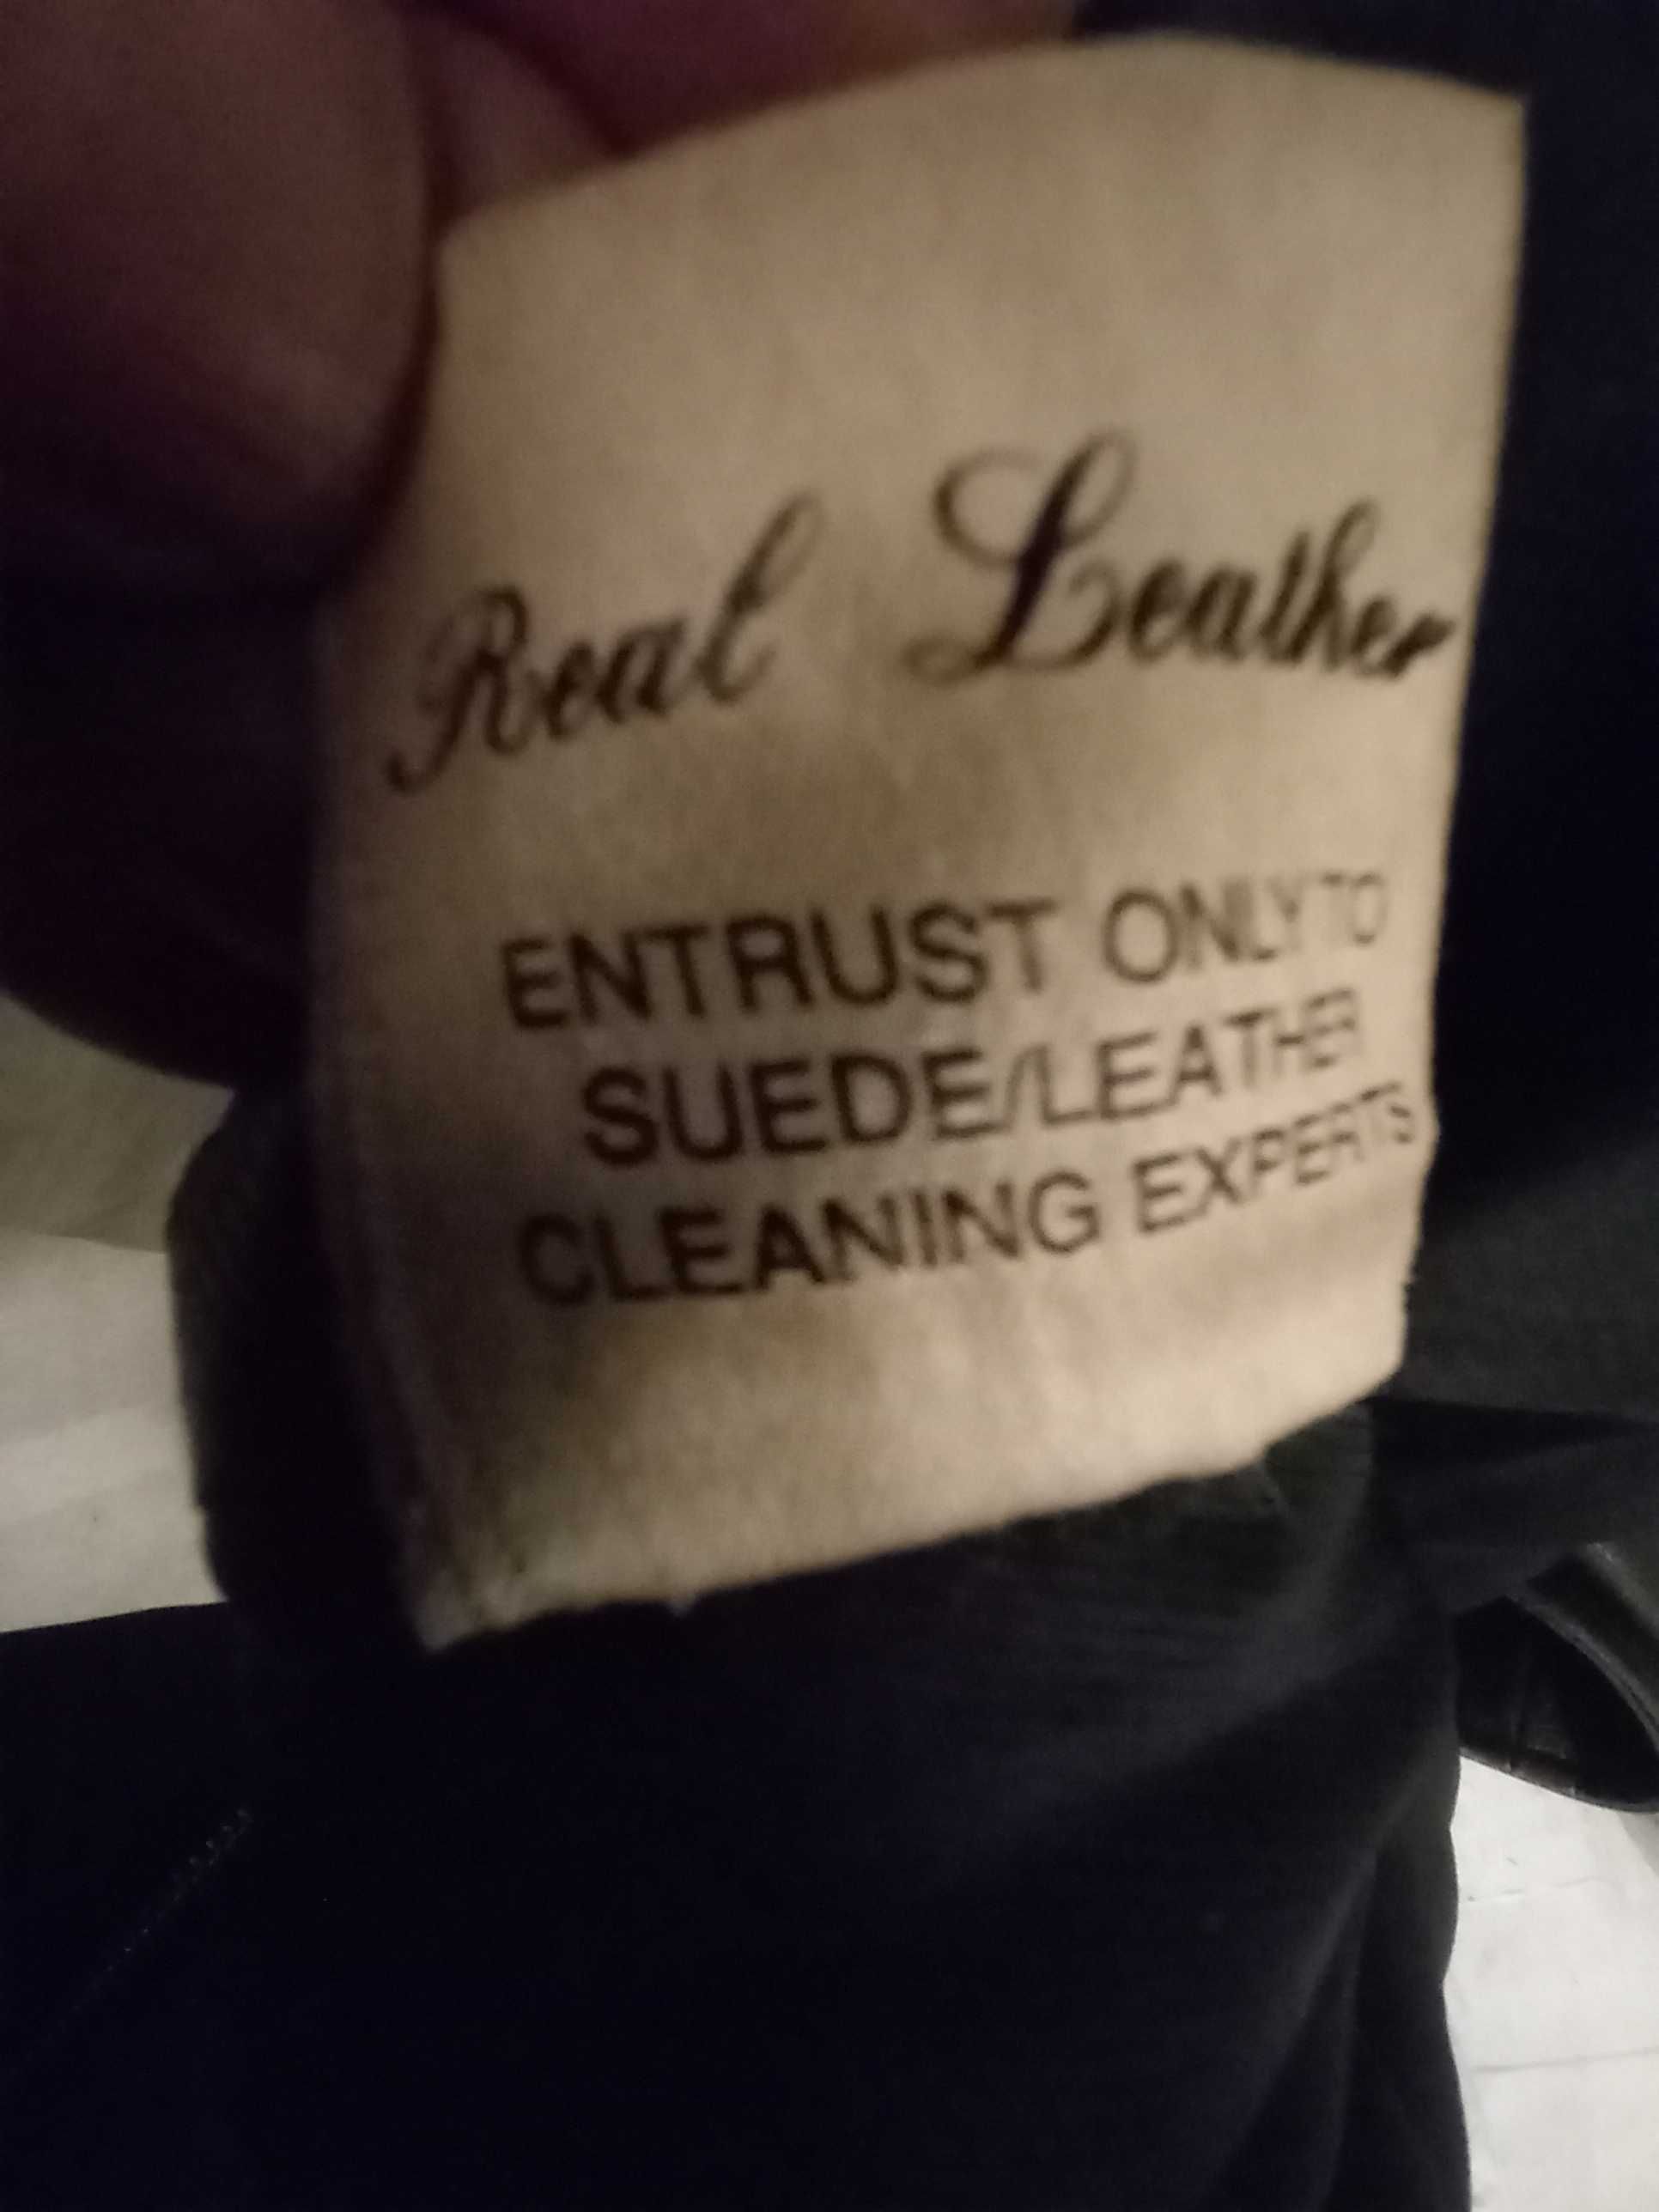 Real Leather
ENTRUST ONLY TO
SUEDE/LEATHER
CLEANING EXPERTS